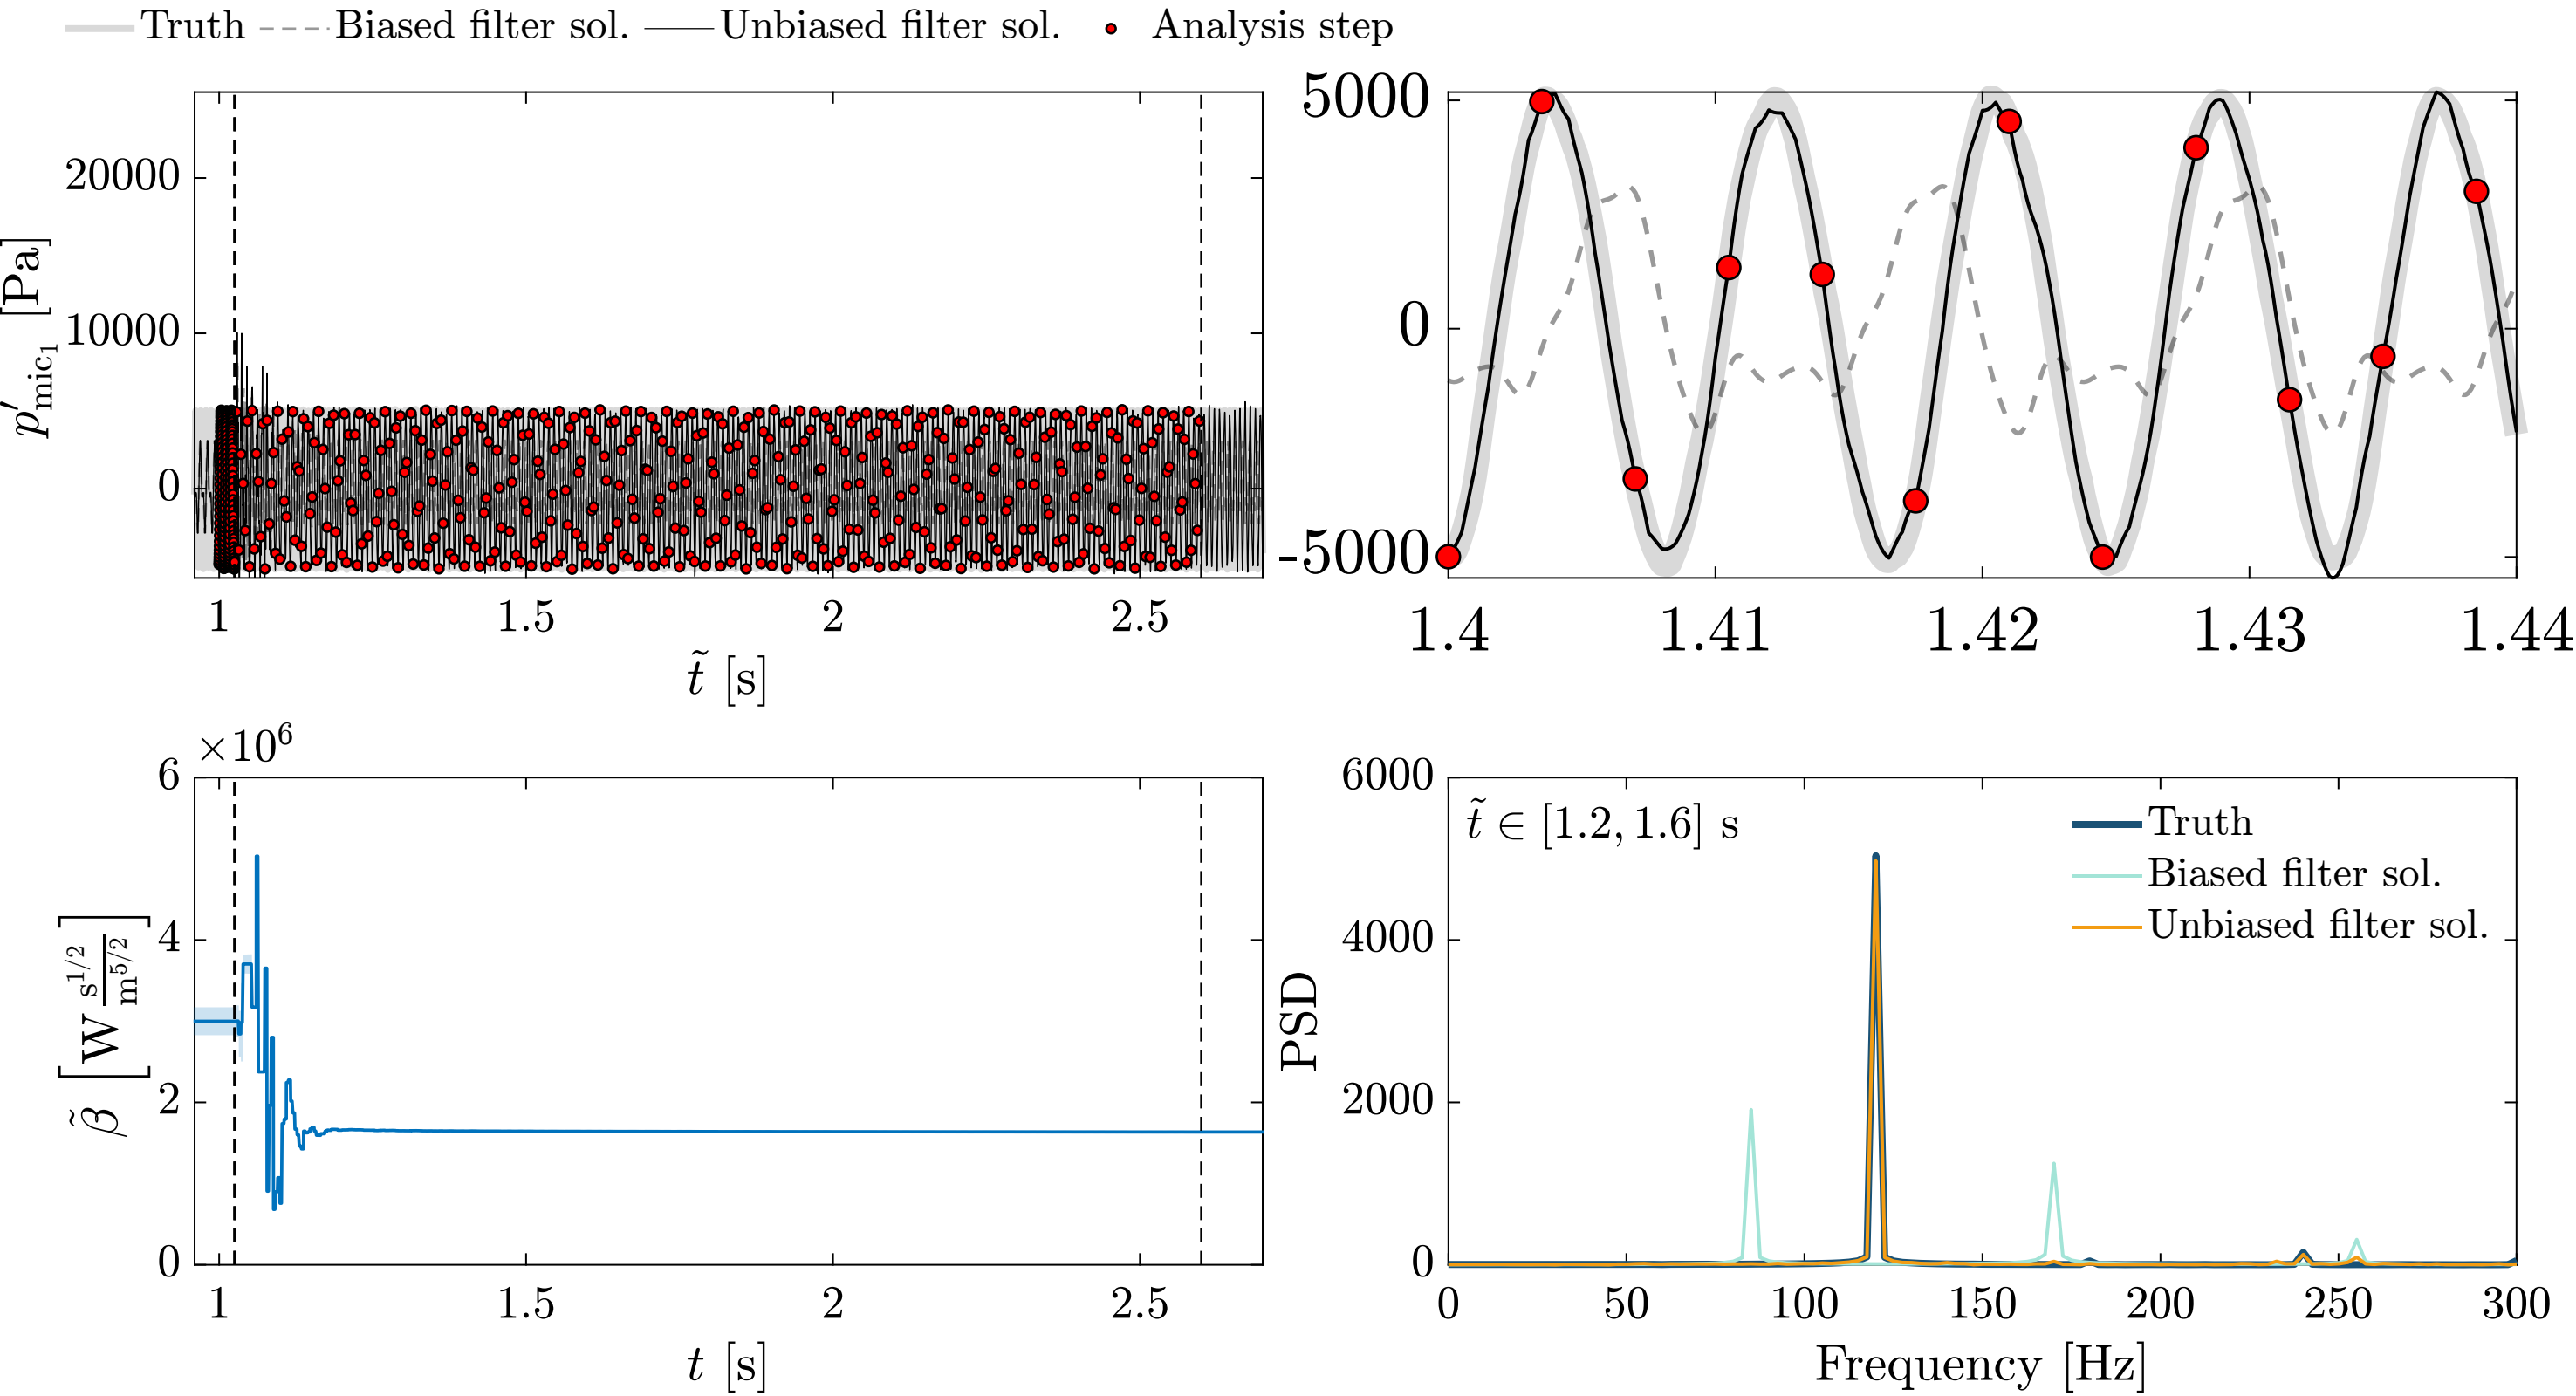 Truth Biased filter sol. Unbiased filter sol. Analysis step
p′mic1 [Pa]
20000
10000
0
1 1.5 2 2.5
t̃ [s]
5000
0
-5000
1.4 1.41 1.42 1.43 1.44
×10^6
β̃ [W s^1/2 / m^5/2]
6
4
2
0
1 1.5 2 2.5
t [s]
PSD
6000
4000
2000
0
t̃ ∈ [1.2, 1.6] s
Truth
Biased filter sol.
Unbiased filter sol.
0 50 100 150 200 250 300
Frequency [Hz]